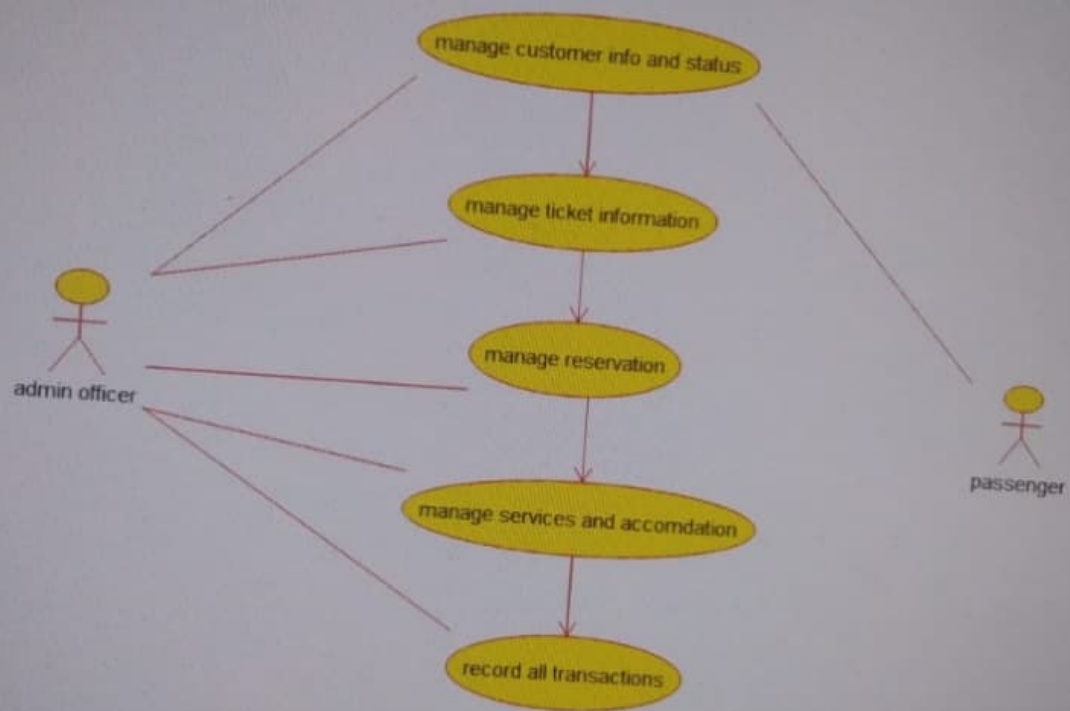 manage customer info and status
manage ticket information
manage reservation
admin officer
passenger
manage services and accomdation
record all transactions